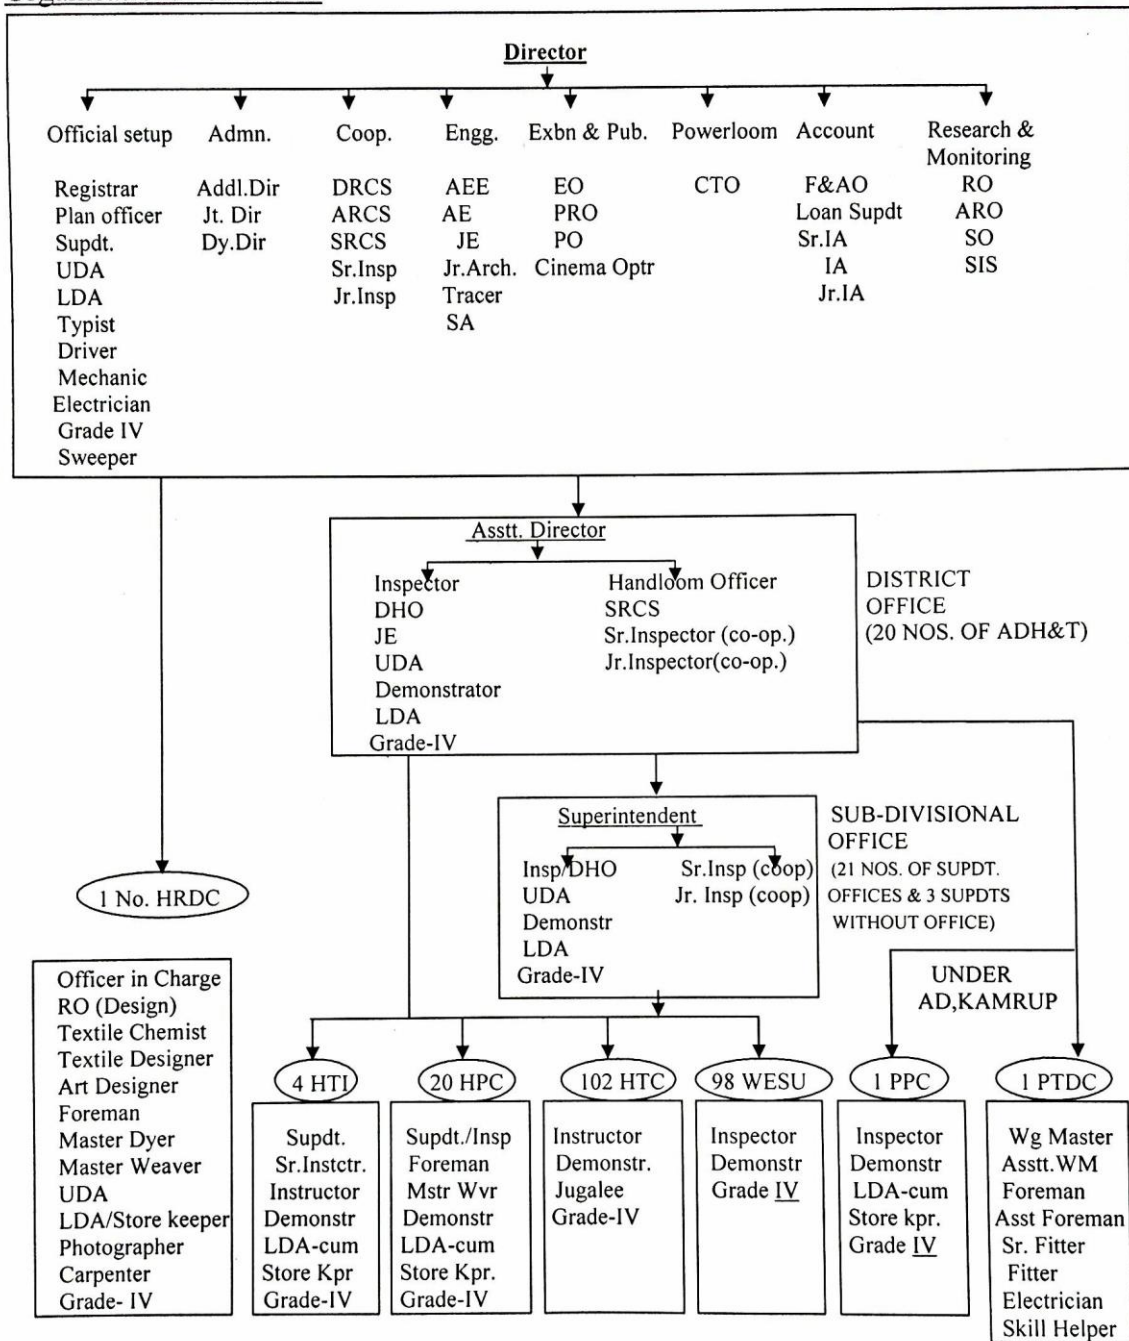 Director
Official setup
Registrar
Plan officer
Supdt.
UDA
LDA
Typist
Driver
Mechanic
Electrician
Grade IV
Sweeper
Admn.
Addl.Dir
Jt. Dir
Dy.Dir
Coop.
DRCS
ARCS
SRCS
Sr.Insp
Jr.Insp
Engg.
AEE
AE
JE
Jr.Arch.
Tracer
SA
Exbn & Pub.
EO
PRO
PO
Cinema Optr
Powerloom
CTO
Account
F&AO
Loan Supdt
Sr.IA
IA
Jr.IA
Research &
Monitoring
RO
ARO
SO
SIS
Asstt. Director
Inspector
DHO
JE
UDA
Demonstrator
LDA
Grade-IV
Handloom Officer
SRCS
Sr.Inspector (co-op.)
Jr.Inspector(co-op.)
DISTRICT
OFFICE
(20 NOS. OF ADH&T)
Superintendent
Insp/DHO
UDA
Demonstr
LDA
Grade-IV
Sr.Insp (coop)
Jr. Insp (coop)
SUB-DIVISIONAL
OFFICE
(21 NOS. OF SUPDT.
OFFICES & 3 SUPDTS
WITHOUT OFFICE)
1 No. HRDC
Officer in Charge
RO (Design)
Textile Chemist
Textile Designer
Art Designer
Foreman
Master Dyer
Master Weaver
UDA
LDA/Store keeper
Photographer
Carpenter
Grade- IV
UNDER
AD,KAMRUP
4 HTI
Supdt.
Sr.Instctr.
Instructor
Demonstr
LDA-cum
Store Kpr
Grade-IV
20 HPC
Supdt./Insp
Foreman
Mstr Wvr
Demonstr
LDA-cum
Store Kpr.
Grade-IV
102 HTC
Instructor
Demonstr.
Jugalee
Grade-IV
98 WESU
Inspector
Demonstr
Grade IV
1 PPC
Inspector
Demonstr
LDA-cum
Store kpr.
Grade IV
1 PTDC
Wg Master
Asstt.WM
Foreman
Asst Foreman
Sr. Fitter
Fitter
Electrician
Skill Helper